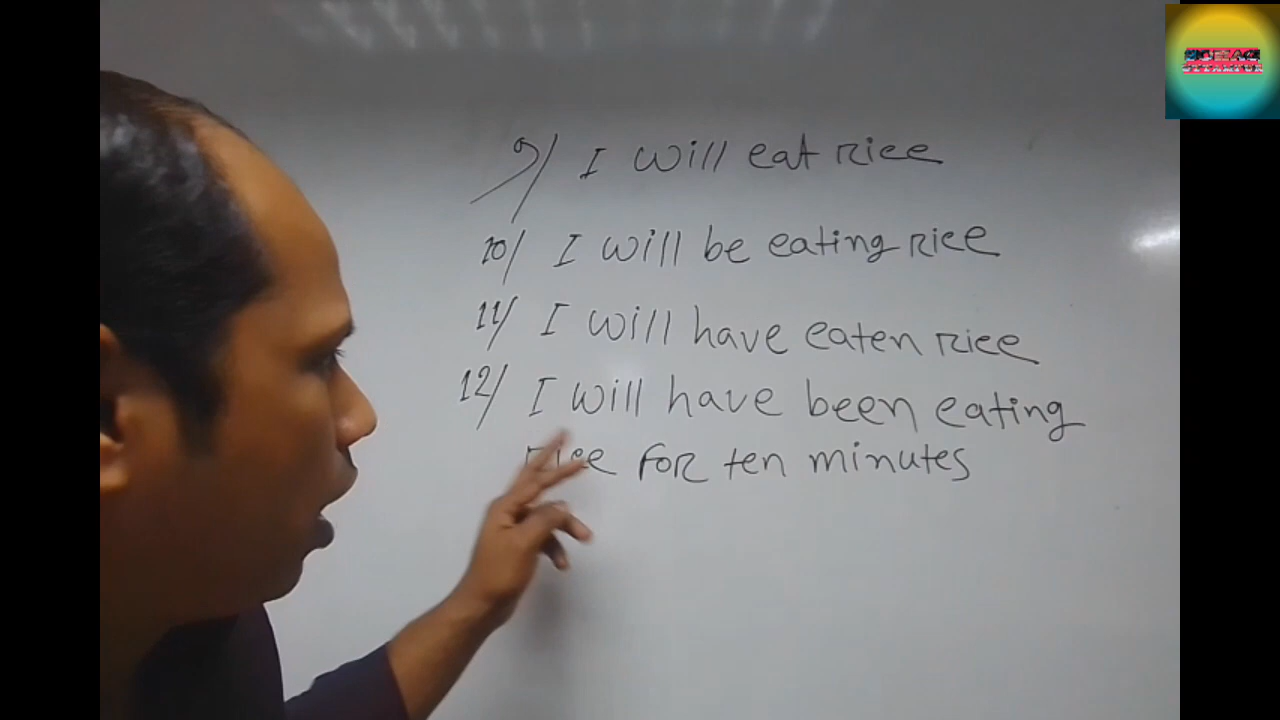 9/ I will eat rice
10/ I will be eating rice
11/ I will have eaten rice
12/ I will have been eating
rice for ten minutes